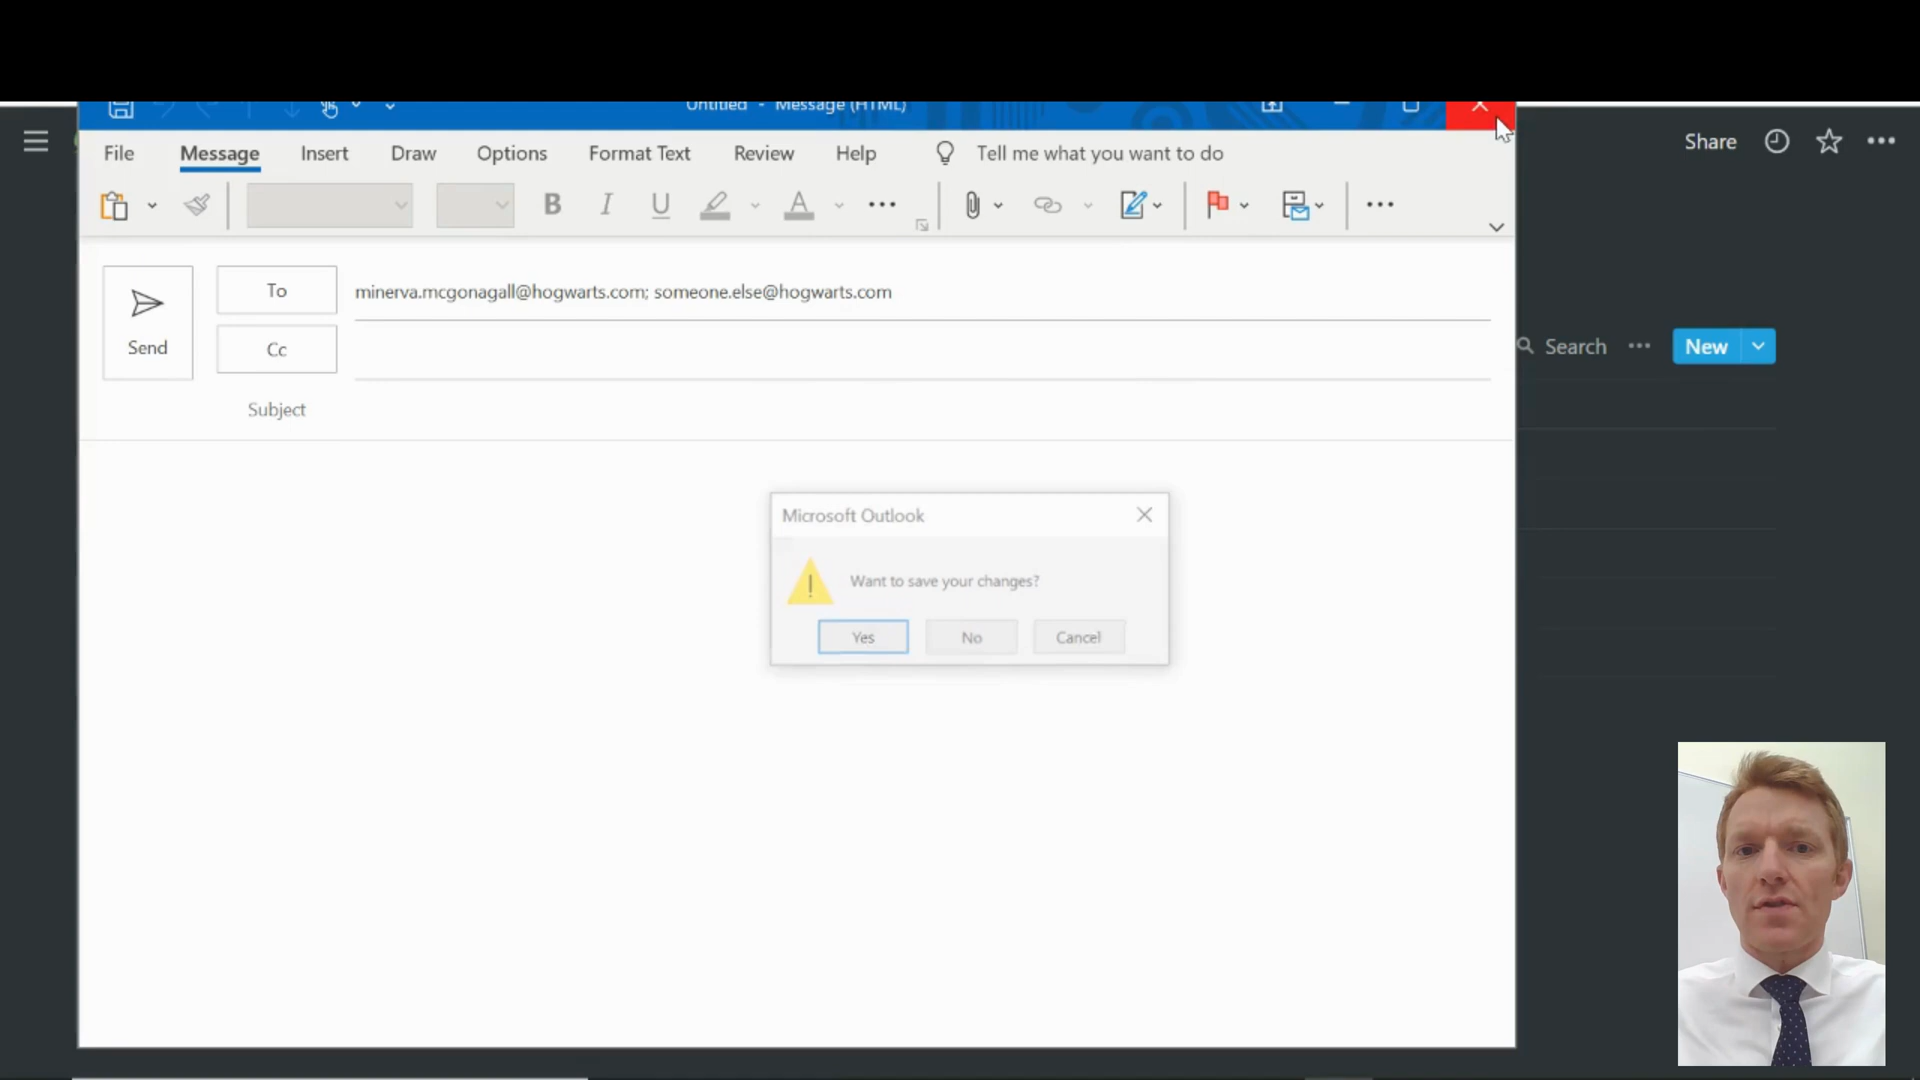 Untitled - Message (HTML)
File Message Insert Draw Options Format Text Review Help Tell me what you want to do
Share
B I U A
Send
To
minerva.mcgonagall@hogwarts.com; someone.else@hogwarts.com
Cc
Search
New
Subject
Microsoft Outlook
Want to save your changes?
Yes No Cancel